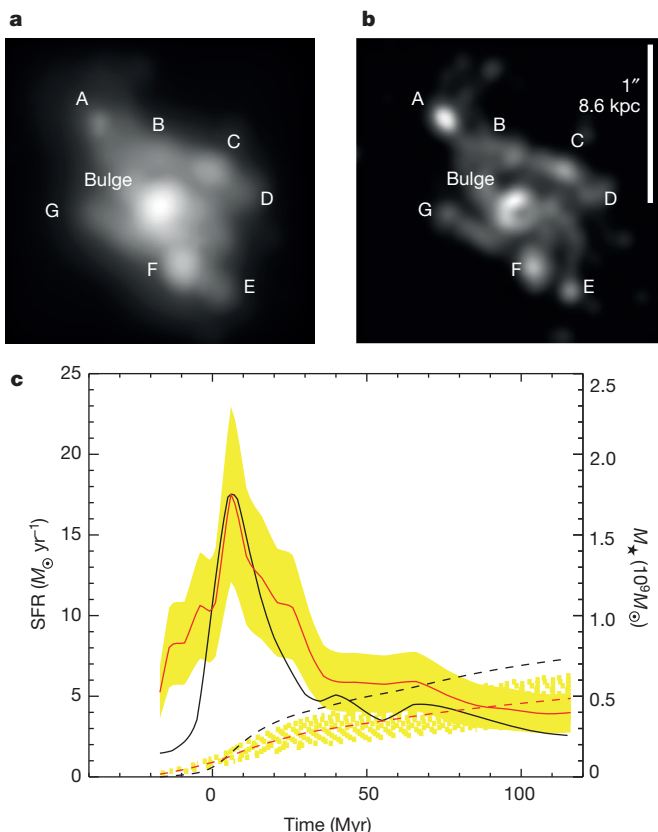 a
b
A
B
C
Bulge
D
G
F
E
A
B
C
1″
8.6 kpc
Bulge
D
G
F
E
c
25
20
15
10
5
0
SFR (M⊙ yr⁻¹)
2.5
2.0
1.5
1.0
0.5
0
M★ (10⁹M⊙)
0
50
100
Time (Myr)